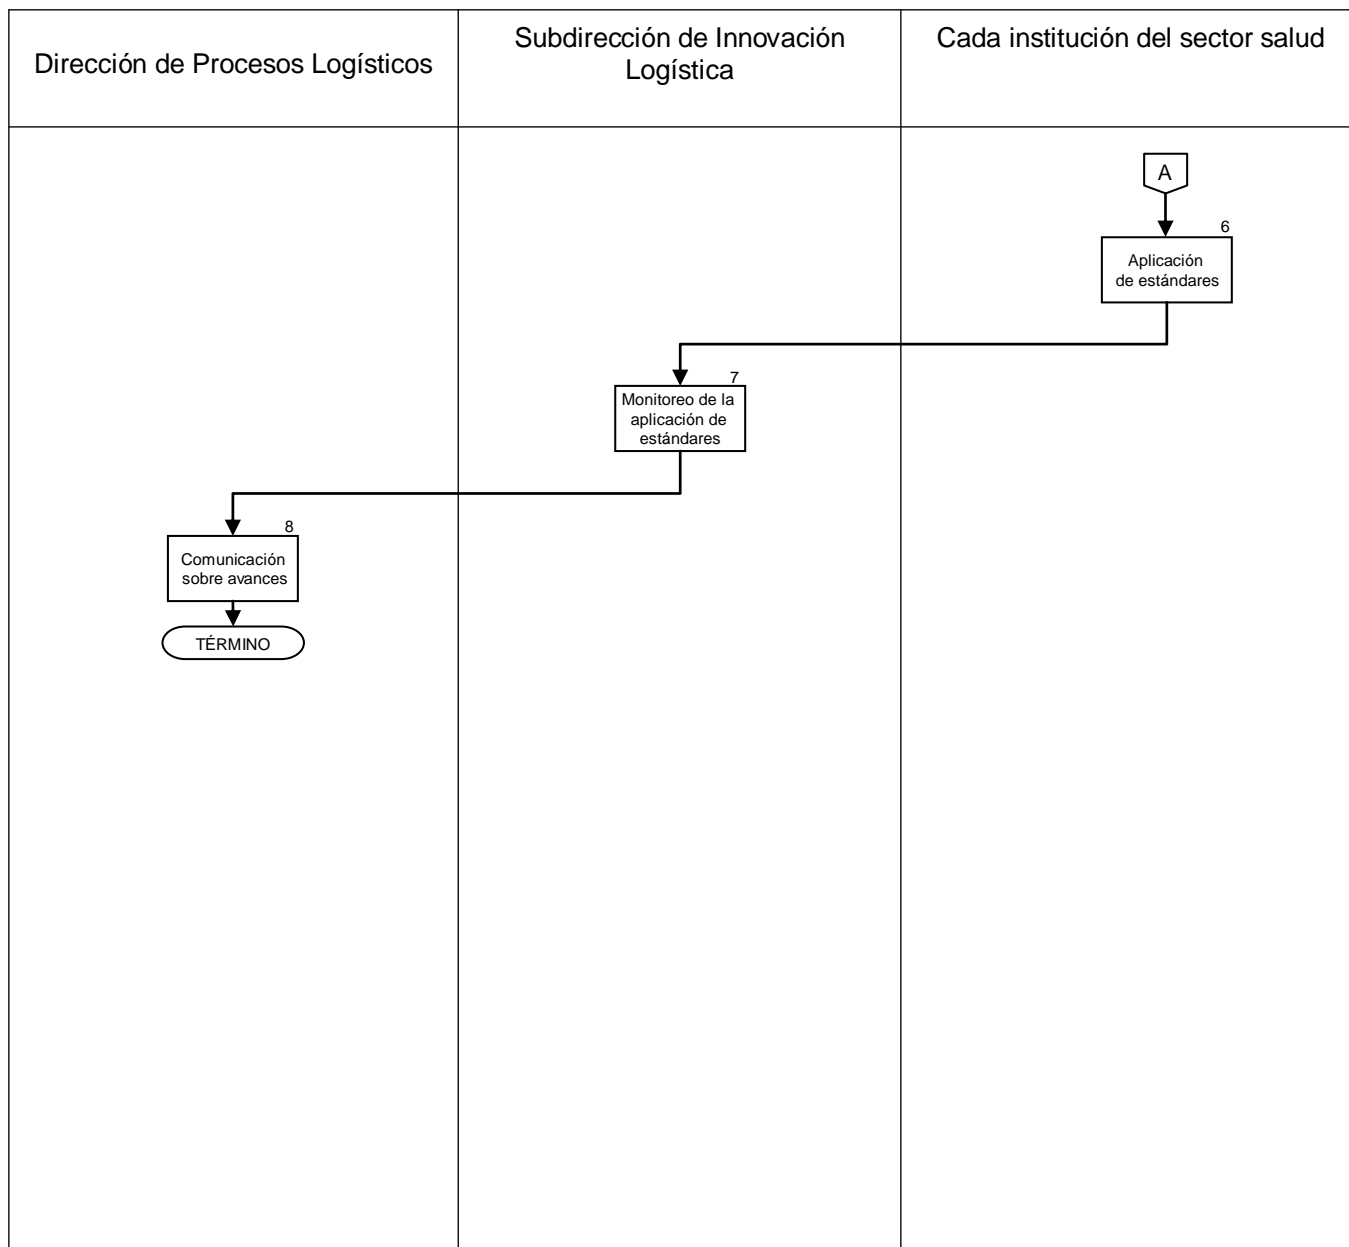 Dirección de Procesos Logísticos
Subdirección de Innovación
Logística
Cada institución del sector salud
A
6
Aplicación
de estándares
7
Monitoreo de la
aplicación de
estándares
8
Comunicación
sobre avances
TÉRMINO